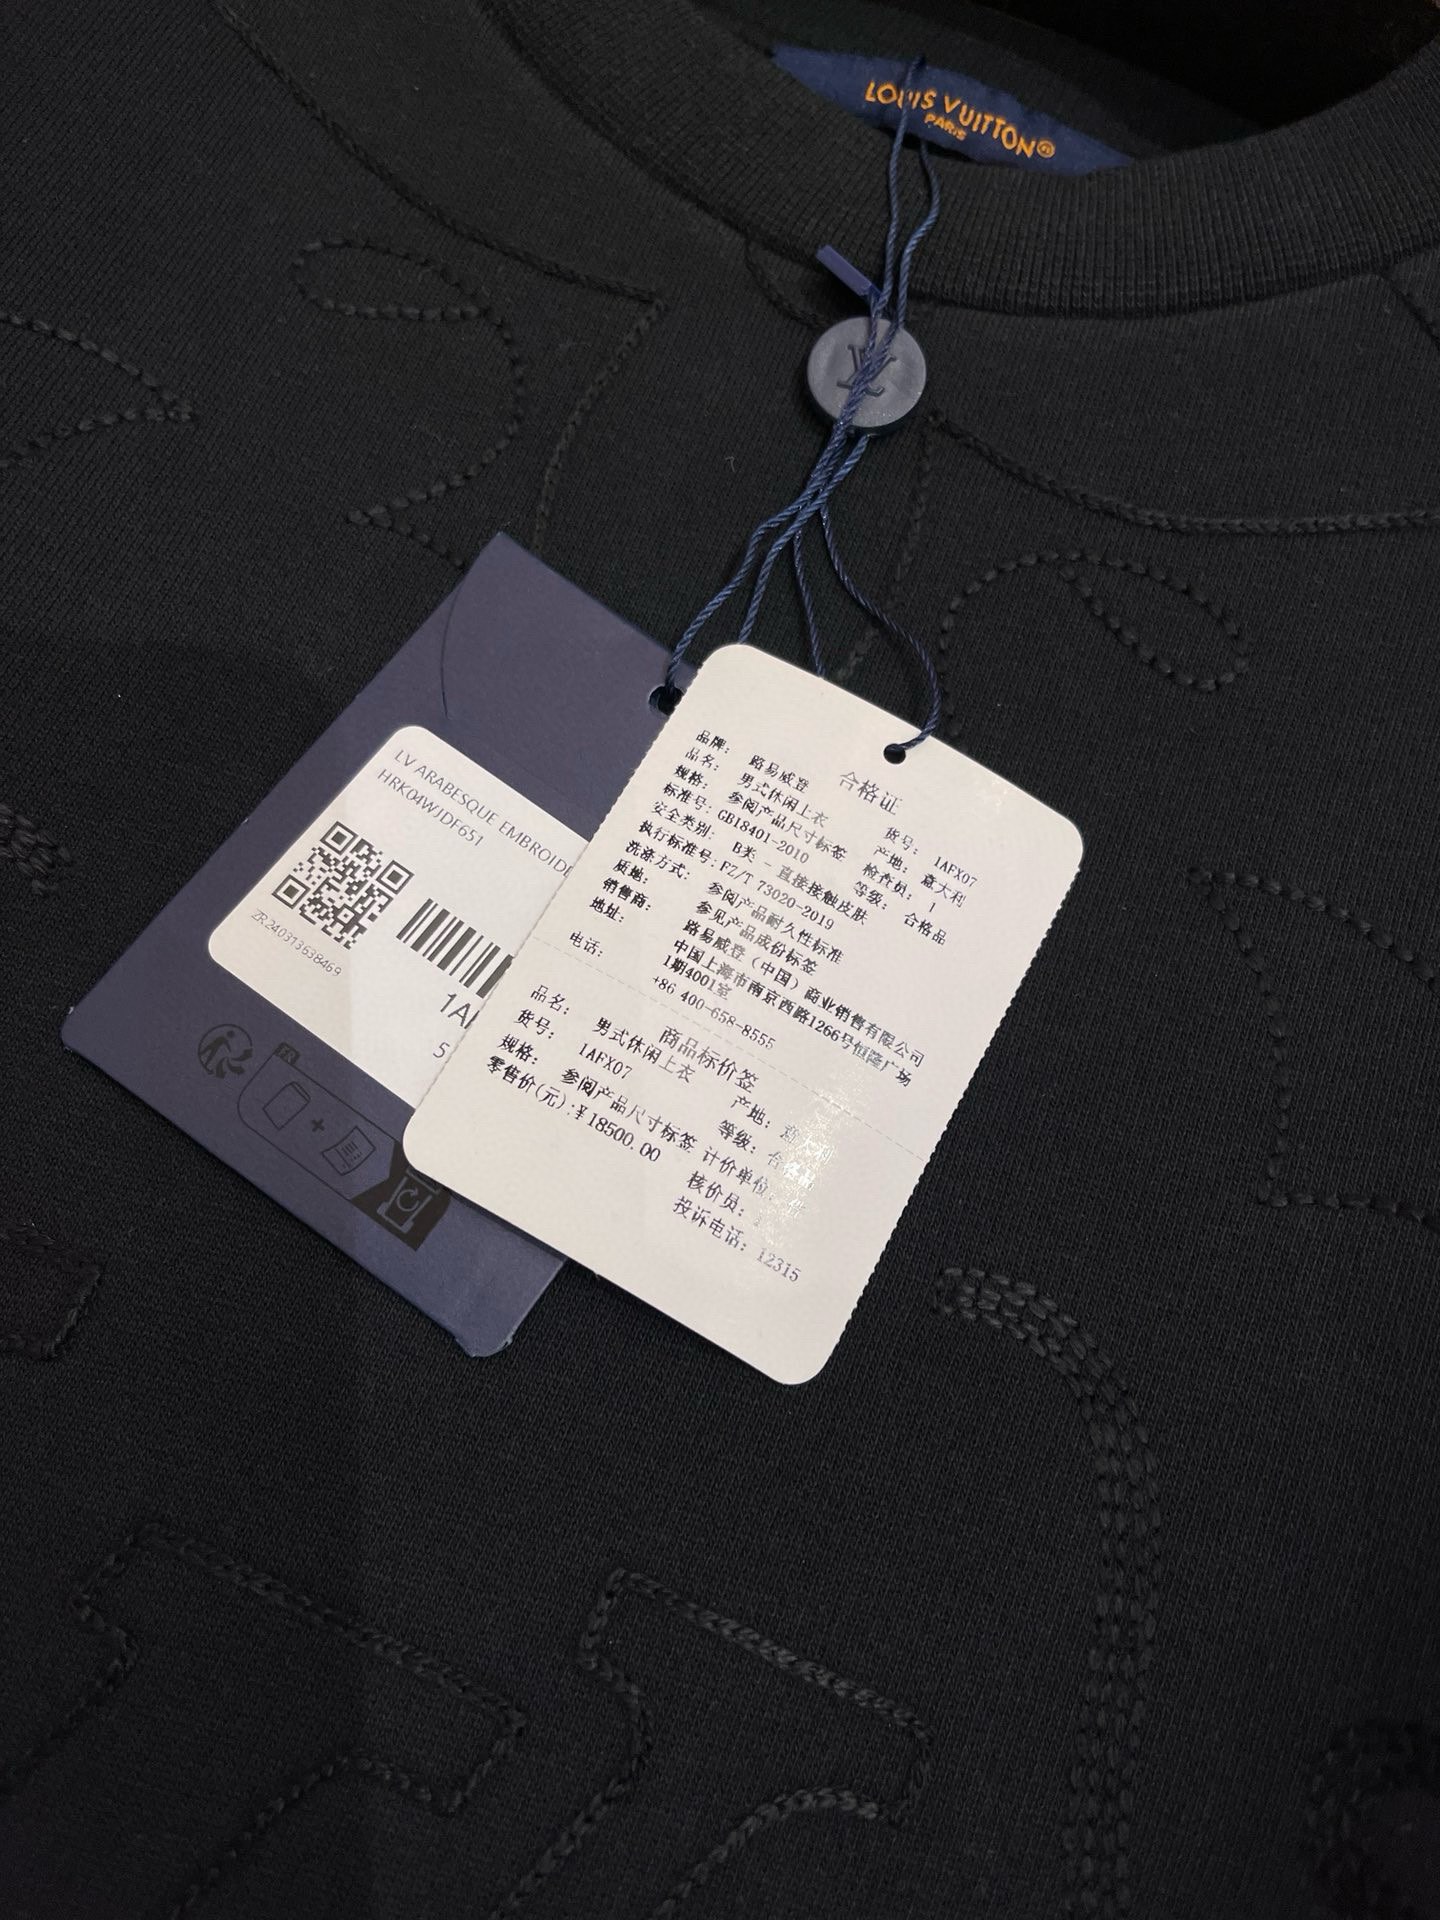 LOUIS VUITTON®
PARIS
LV
LV ARABESQUE EMBROID
HRK04WJDF651
ZR240313638469
1A
5
FR
合格证
品牌: 路易威登
品名: 男式休闲上衣 货号: 1AFX07
规格: 参阅产品尺寸标签 产地: 意大利
标准号: GB18401-2010 检查员: 1
安全类别: B类 - 直接接触皮肤 等级: 合格品
执行标准号: FZ/T 73020-2019
洗涤方式: 参阅产品耐久性标准
质地: 参见产品成份标签
销售商: 路易威登(中国)商业销售有限公司
地址: 中国上海市南京西路1266号恒隆广场
1期4001室
电话: +86 400-658-8555
商品标价签
品名: 男式休闲上衣 产地: 意大利
货号: 1AFX07 等级: 合
规格: 参阅产品尺寸标签 计价单位:
零售价(元): ¥18500.00 核价员:
投诉电话: 12315